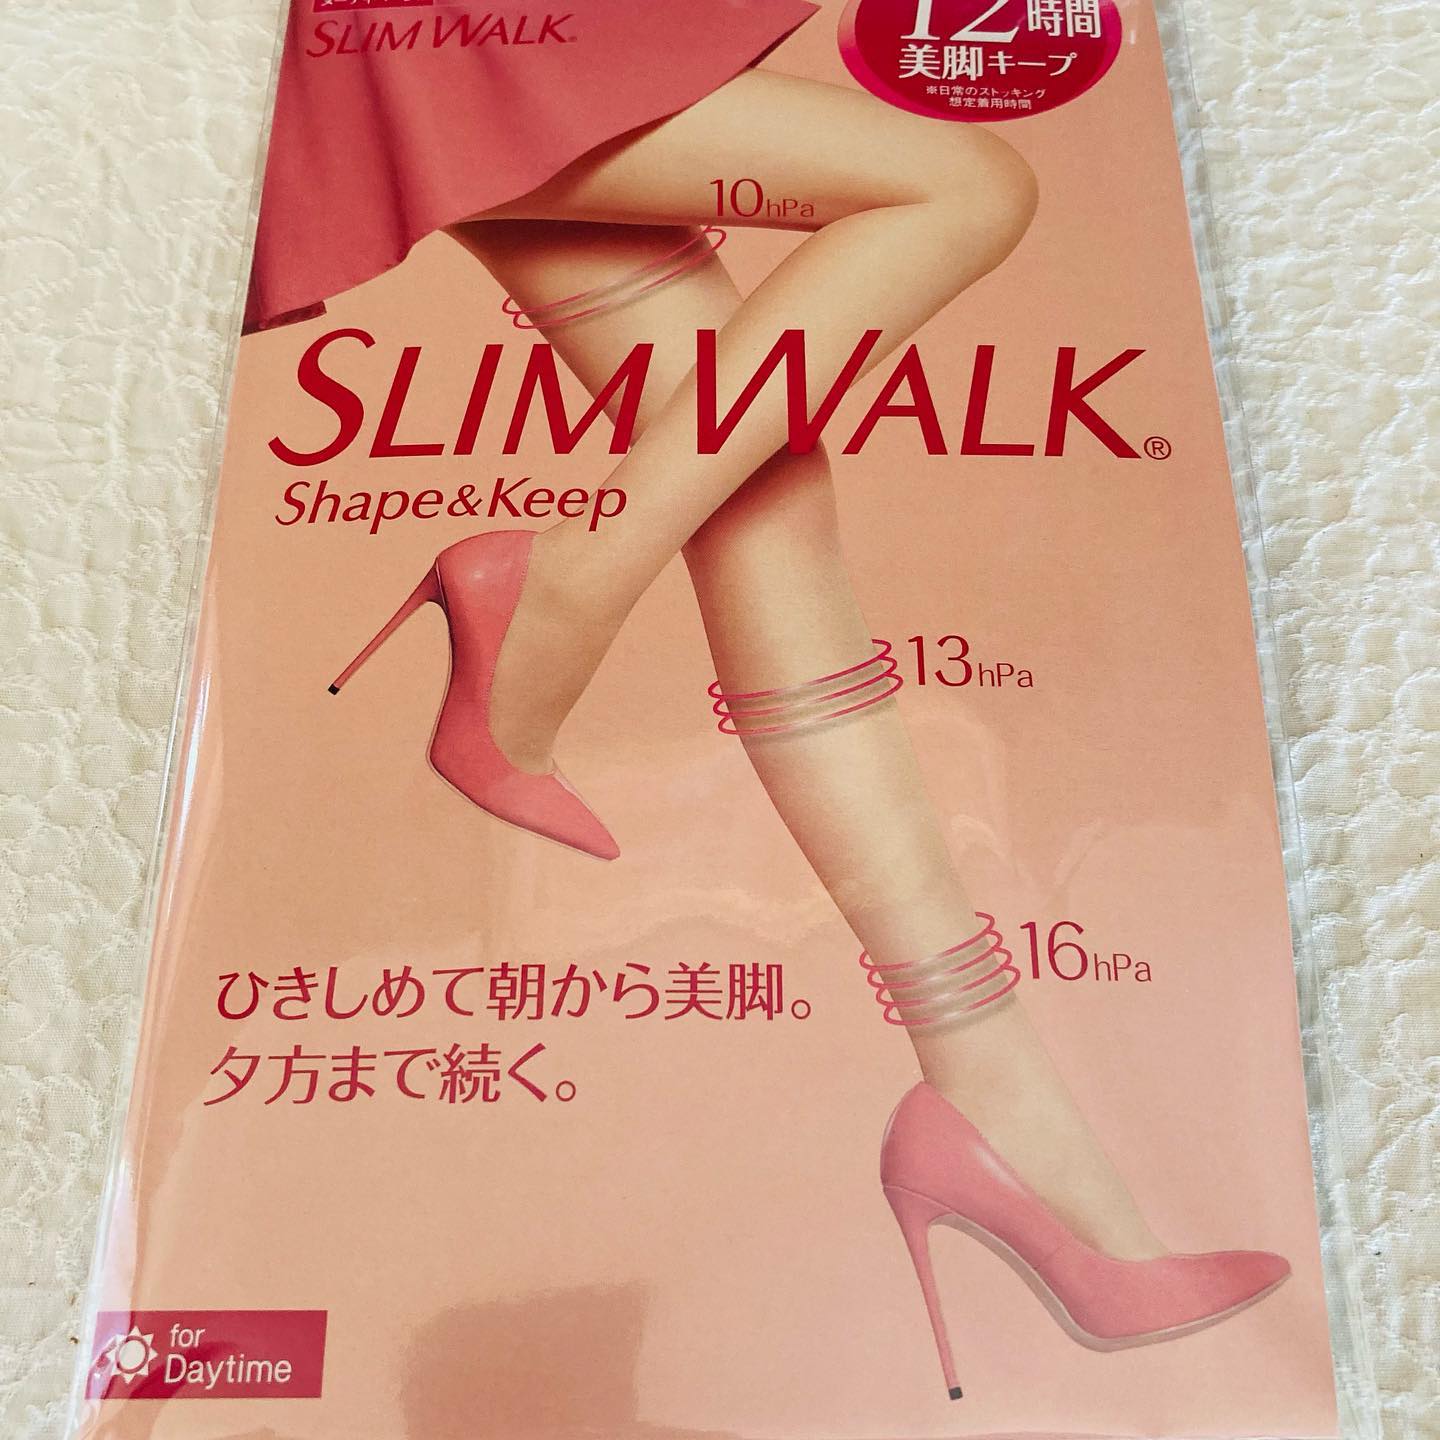 SLIM WALK®
12時間
美脚キープ
※日常のストッキング
想定着用時間
10hPa
SLIM WALK®
Shape&Keep
13hPa
16hPa
ひきしめて朝から美脚。
夕方まで続く。
for
Daytime